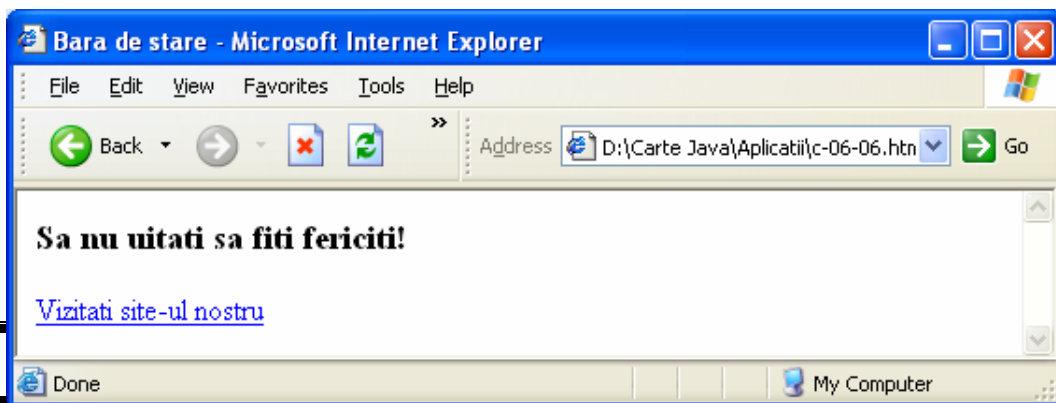 Bara de stare - Microsoft Internet Explorer
File Edit View Favorites Tools Help
Back » Address D:\Carte Java\Aplicatii\c-06-06.htn Go
Sa nu uitati sa fiti fericiti!
Vizitati site-ul nostru
Done My Computer